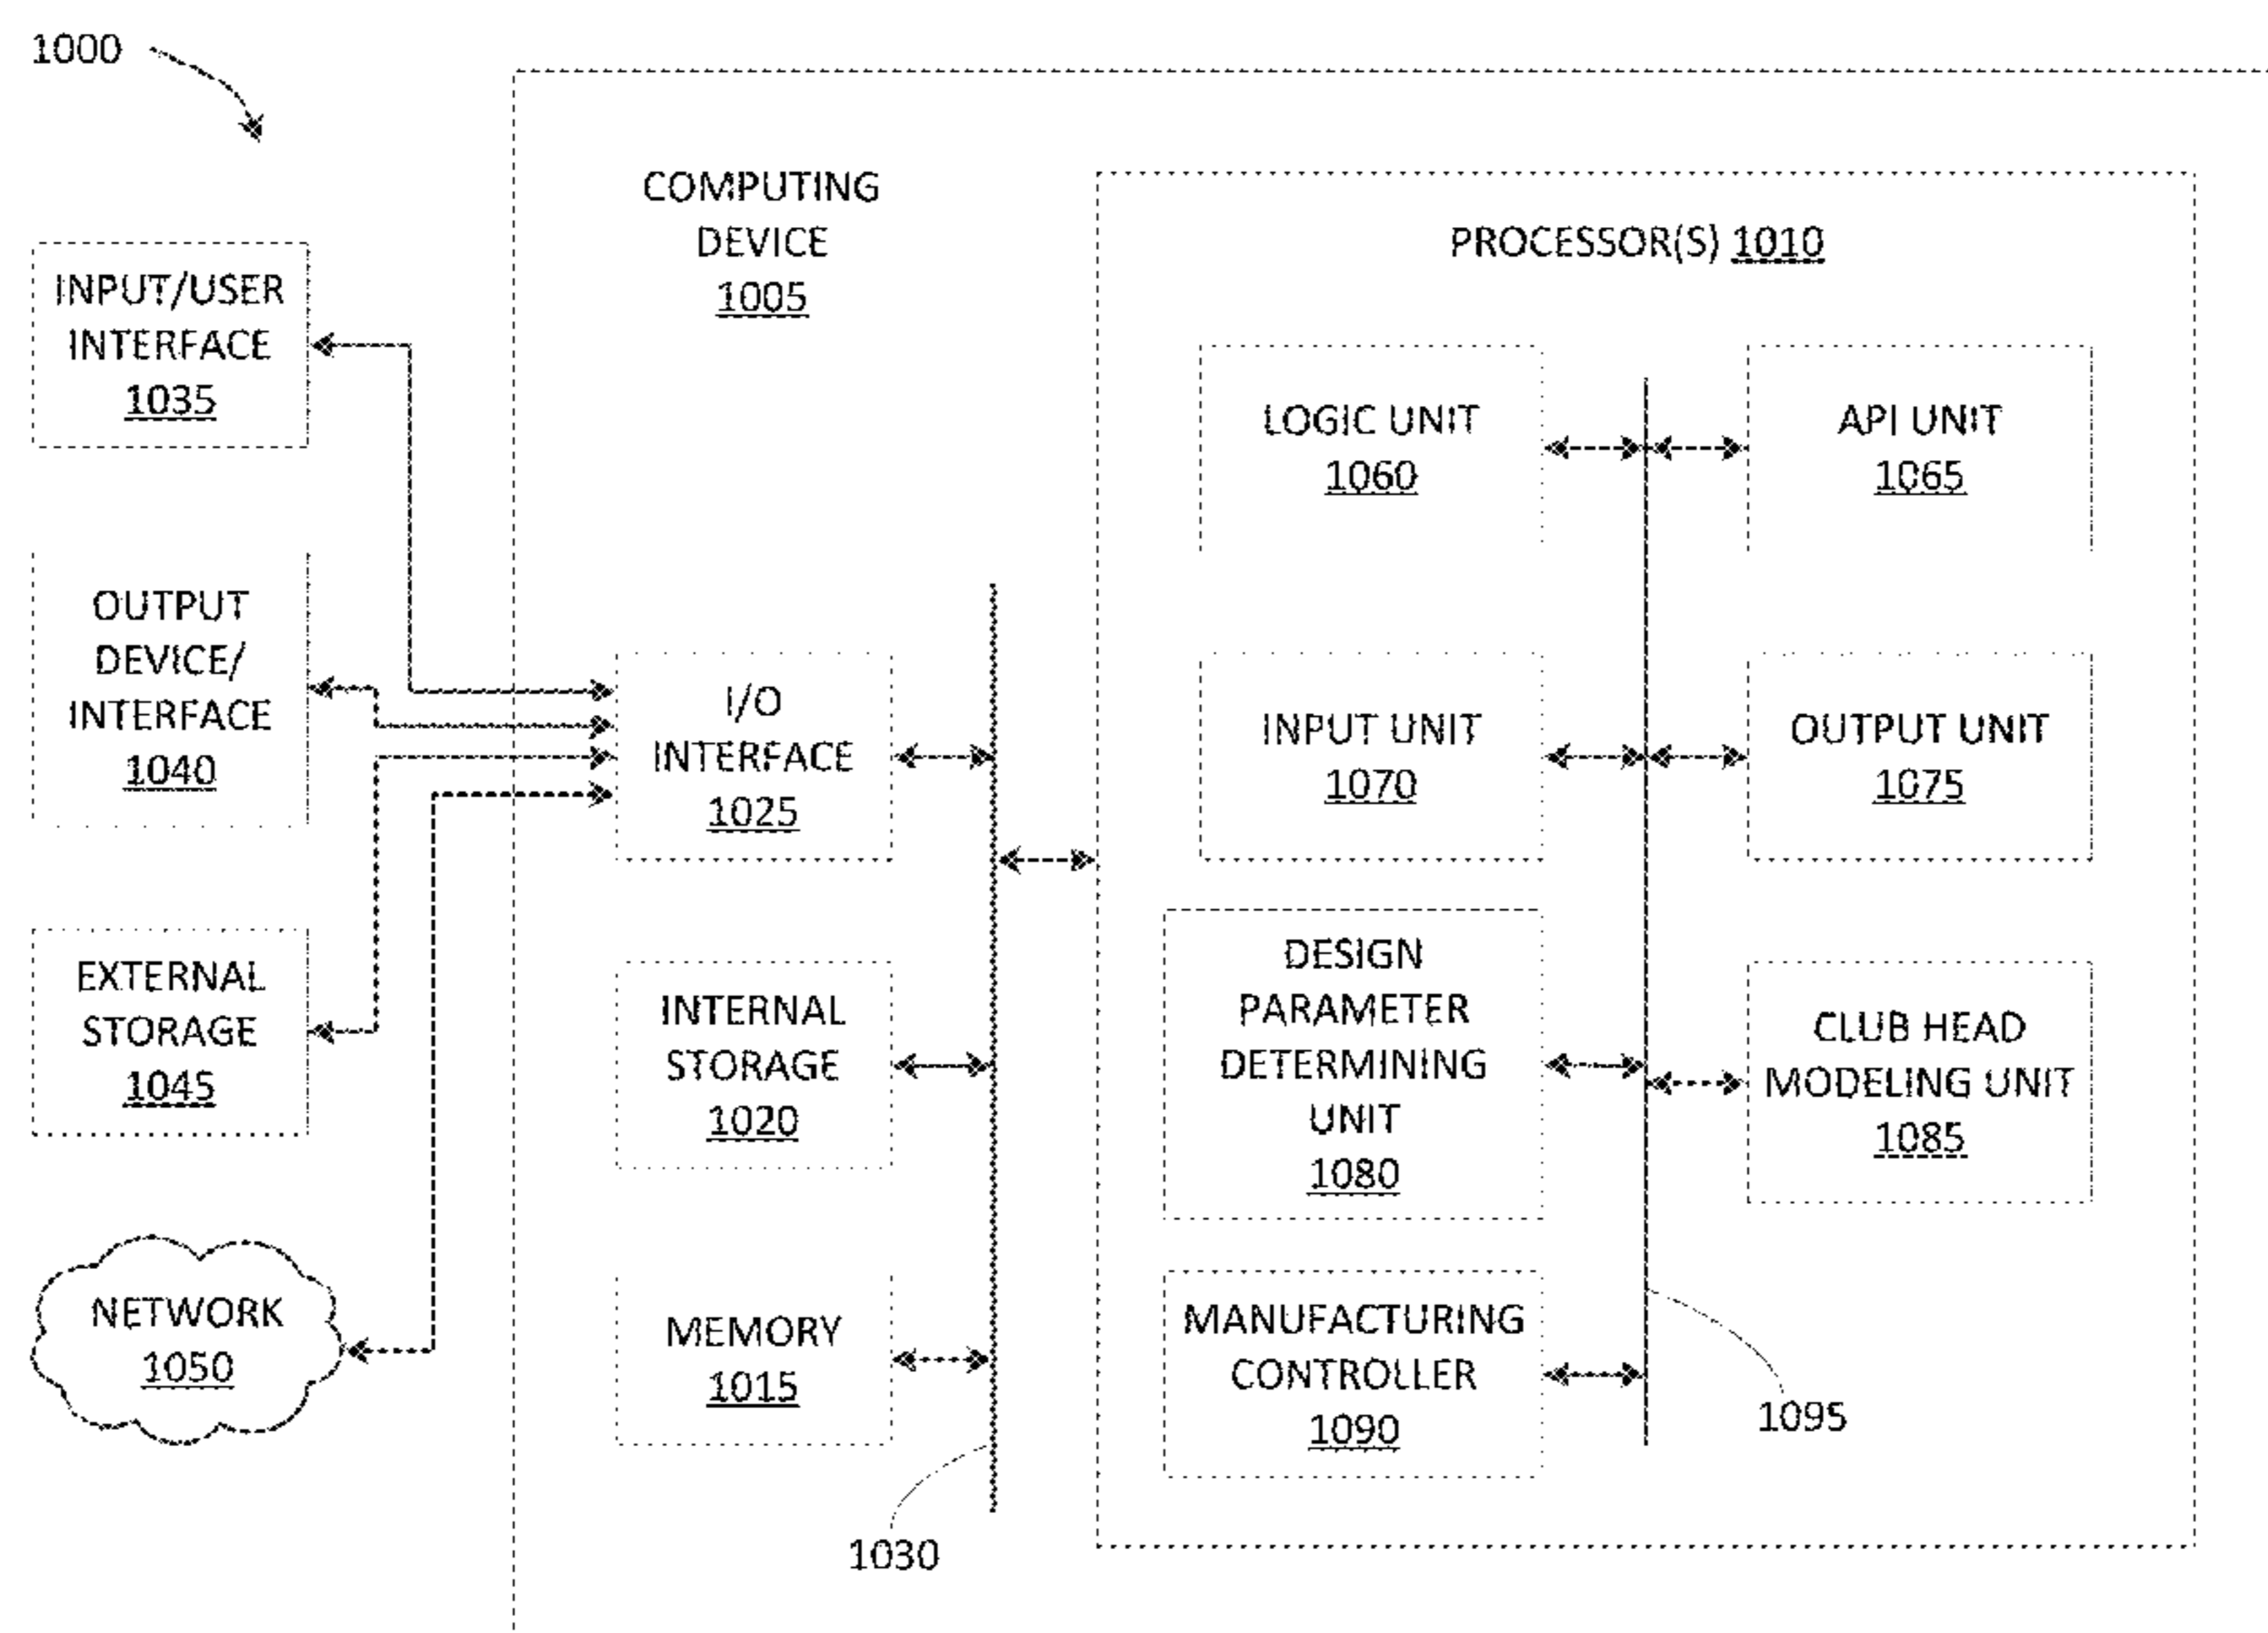 1000
COMPUTING
DEVICE
1005
PROCESSOR(S) 1010
INPUT/USER
INTERFACE
1035
LOGIC UNIT
1060
API UNIT
1065
OUTPUT
DEVICE/
INTERFACE
1040
I/O
INTERFACE
1025
INPUT UNIT
1070
OUTPUT UNIT
1075
EXTERNAL
STORAGE
1045
INTERNAL
STORAGE
1020
DESIGN
PARAMETER
DETERMINING
UNIT
1080
CLUB HEAD
MODELING UNIT
1085
NETWORK
1050
MEMORY
1015
MANUFACTURING
CONTROLLER
1090
1095
1030